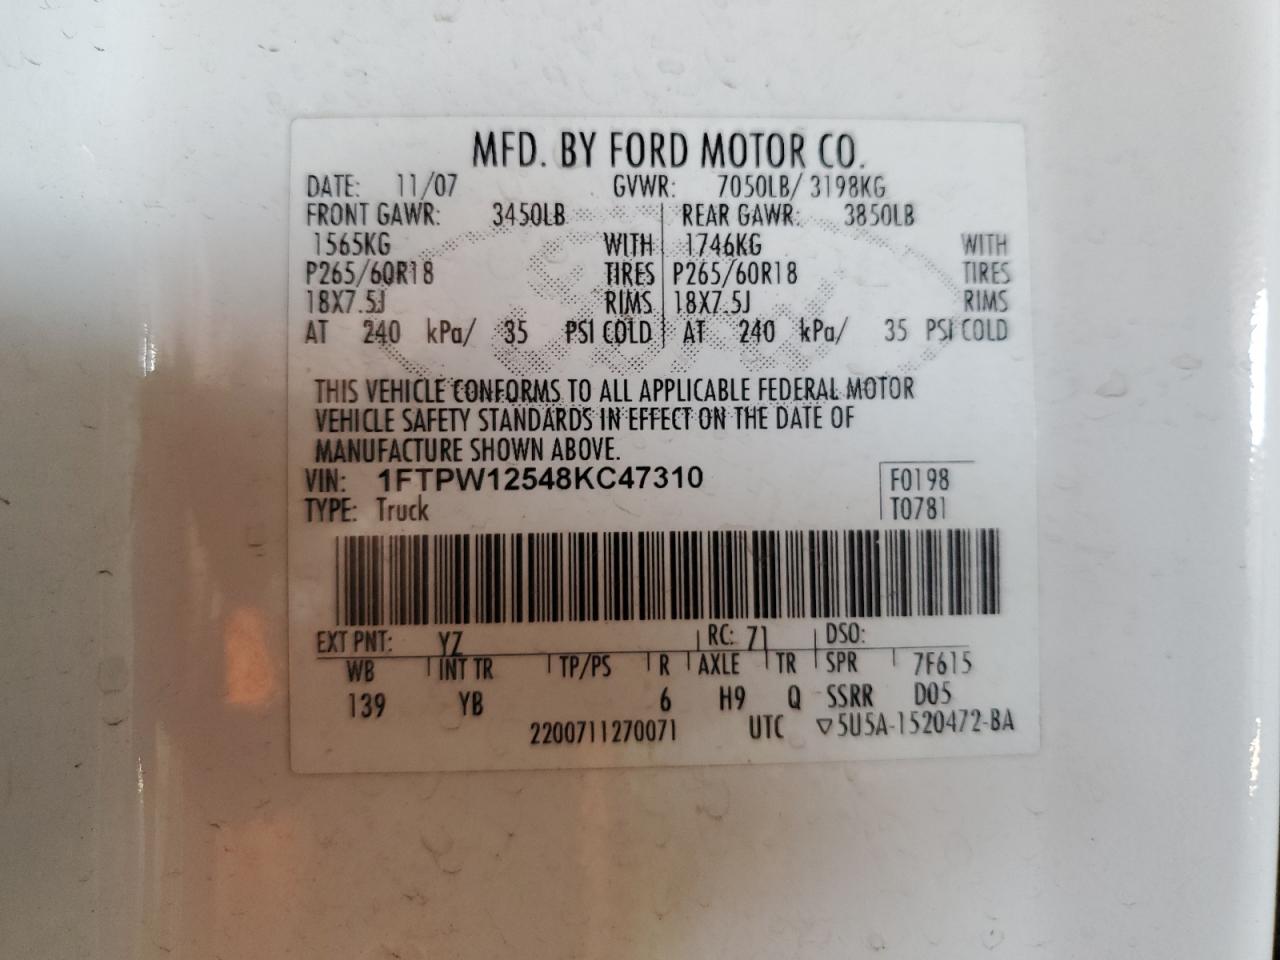 MFD. BY FORD MOTOR CO.
DATE: 11/07 GVWR: 7050LB/ 3198KG
FRONT GAWR: 3450LB REAR GAWR: 3850LB
1565KG WITH 1746KG WITH
P265/60R18 TIRES P265/60R18 TIRES
18X7.5J RIMS 18X7.5J RIMS
AT 240 kPa/ 35 PSI COLD AT 240 kPa/ 35 PSI COLD
THIS VEHICLE CONFORMS TO ALL APPLICABLE FEDERAL MOTOR
VEHICLE SAFETY STANDARDS IN EFFECT ON THE DATE OF
MANUFACTURE SHOWN ABOVE.
VIN: 1FTPW12548KC47310 F0198
TYPE: Truck T0781
EXT PNT: YZ RC: 71 DSO:
WB INT TR TP/PS R AXLE TR SPR 7F615
139 YB 6 H9 Q SSRR D05
2200711270071 UTC ▽5U5A-1520472-BA